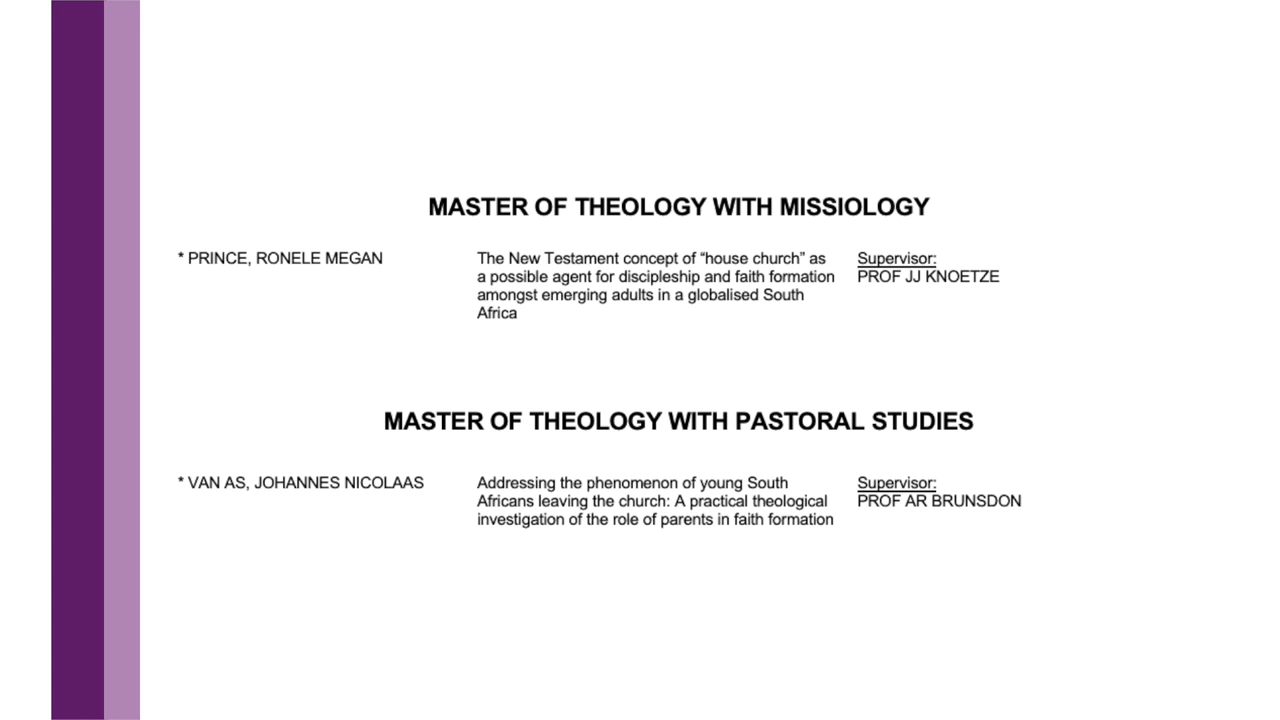 MASTER OF THEOLOGY WITH MISSIOLOGY
* PRINCE, RONELE MEGAN
The New Testament concept of “house church” as
a possible agent for discipleship and faith formation
amongst emerging adults in a globalised South
Africa
Supervisor:
PROF JJ KNOETZE
MASTER OF THEOLOGY WITH PASTORAL STUDIES
* VAN AS, JOHANNES NICOLAAS
Addressing the phenomenon of young South
Africans leaving the church: A practical theological
investigation of the role of parents in faith formation
Supervisor:
PROF AR BRUNSDON